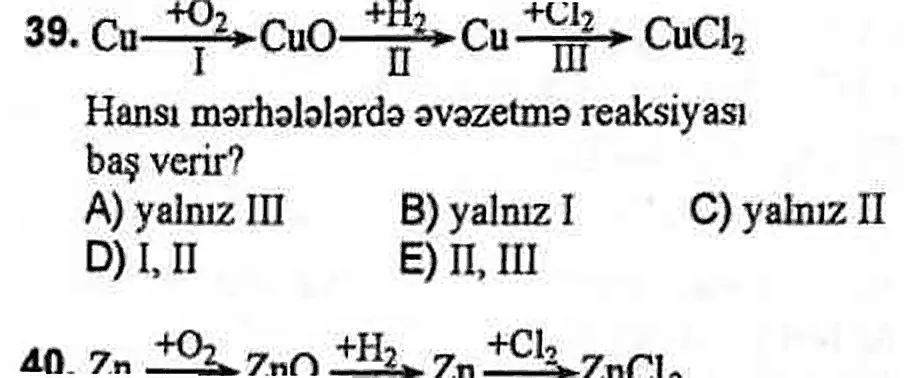 39. Cu +O₂ I → CuO +H₂ II → Cu +Cl₂ III → CuCl₂
Hansı mərhələlərdə əvəzetmə reaksiyası
baş verir?
A) yalnız III B) yalnız I C) yalnız II
D) I, II E) II, III
40. Zn +O₂ → ZnO +H₂ → Zn +Cl₂ → ZnCl₂